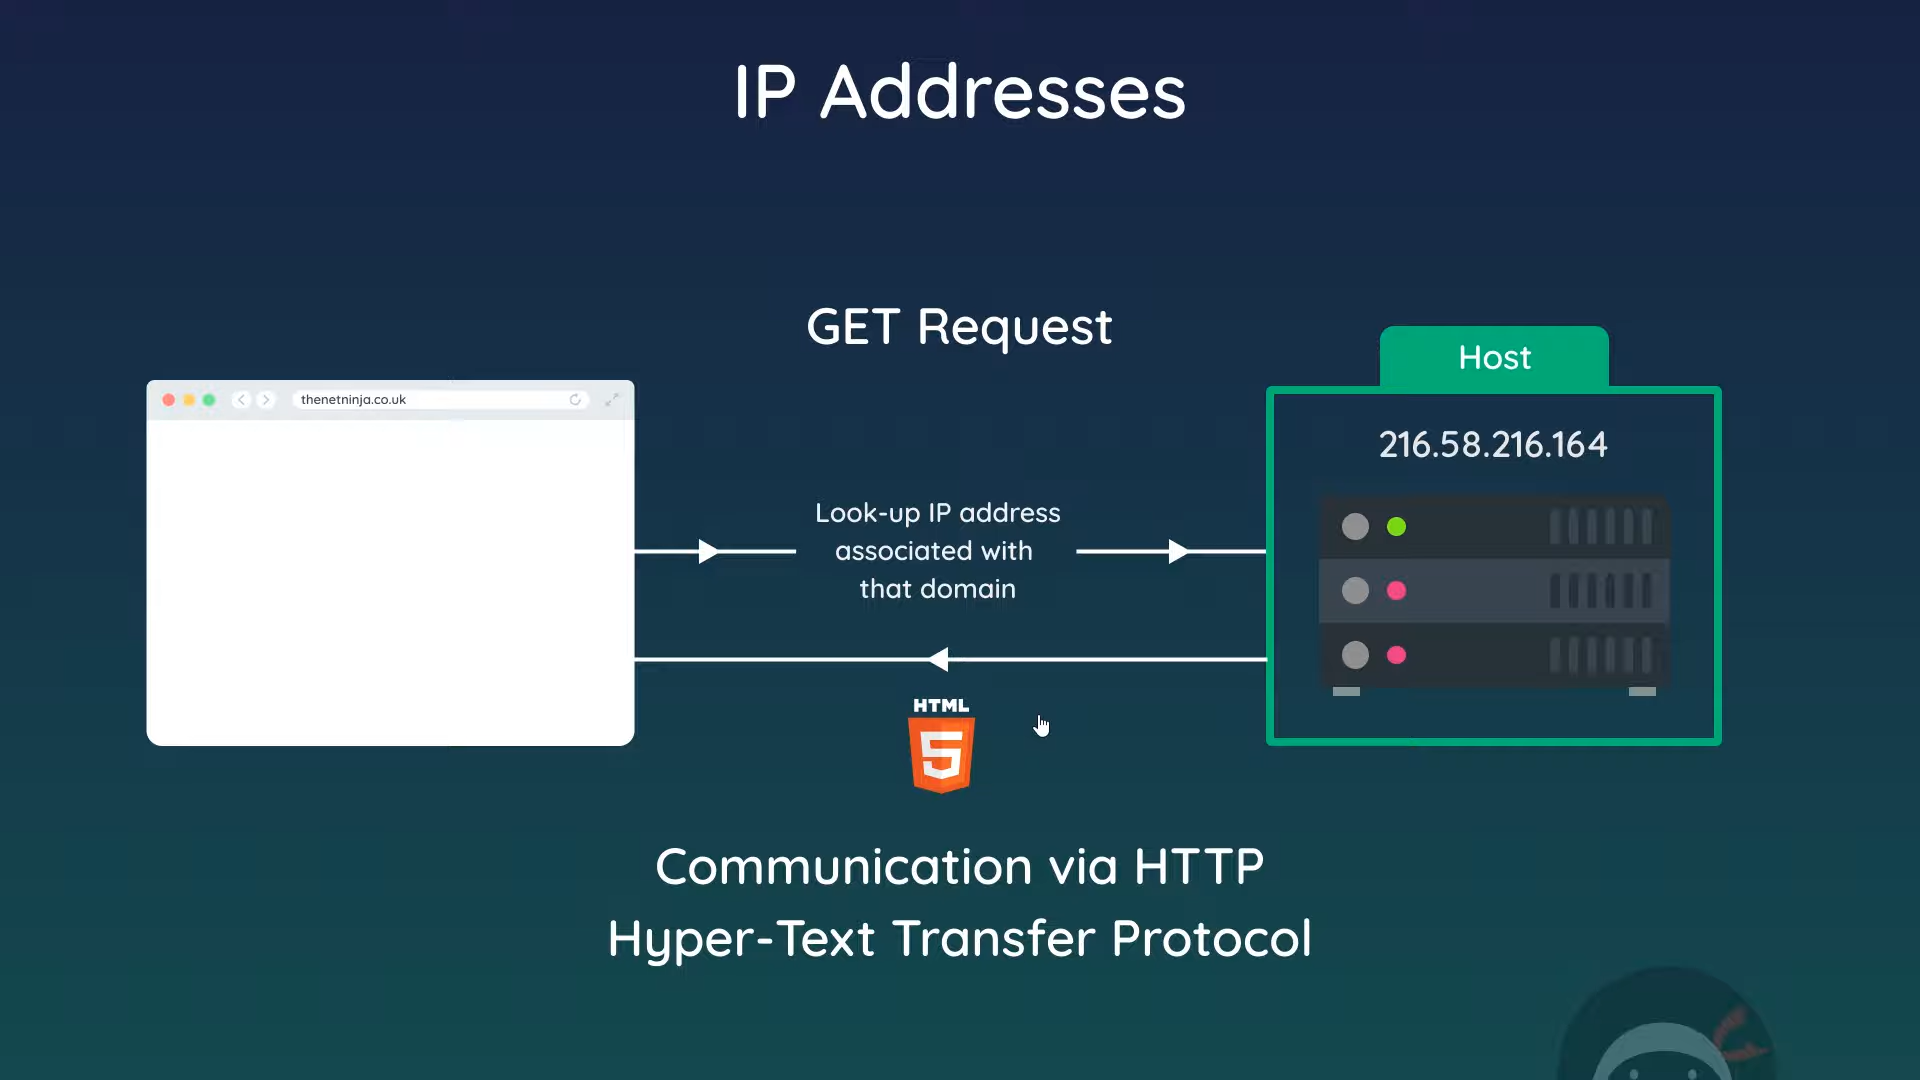 IP Addresses
GET Request
Host
thenetninja.co.uk
216.58.216.164
Look-up IP address
associated with
that domain
HTML
5
Communication via HTTP
Hyper-Text Transfer Protocol